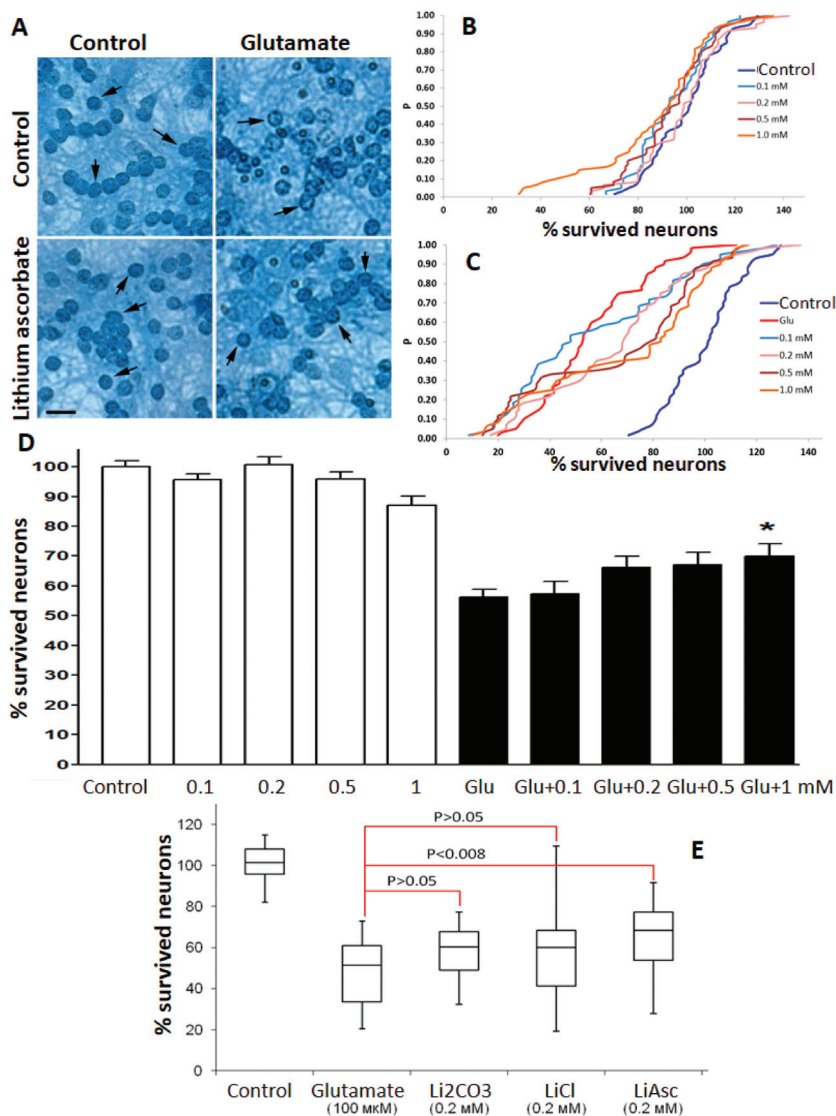 A
Control
Glutamate
Control
Lithium ascorbate
B
1.00
0.90
0.80
0.70
0.60
0.50
0.40
0.30
0.20
0.10
0.00
P
Control
0.1 mM
0.2 mM
0.5 mM
1.0 mM
0 20 40 60 80 100 120 140
% survived neurons
C
1.00
0.90
0.80
0.70
0.60
0.50
0.40
0.30
0.20
0.10
0.00
P
Control
Glu
0.1 mM
0.2 mM
0.5 mM
1.0 mM
0 20 40 60 80 100 120 140
% survived neurons
D
% survived neurons
100
90
80
70
60
50
40
30
20
10
0
*
Control 0.1 0.2 0.5 1 Glu Glu+0.1 Glu+0.2 Glu+0.5 Glu+1 mM
E
% survived neurons
120
100
80
60
40
20
0
P>0.05
P<0.008
P>0.05
Control Glutamate Li2CO3 LiCl LiAsc
(100 мкМ) (0.2 мМ) (0.2 мМ) (0.2 мМ)